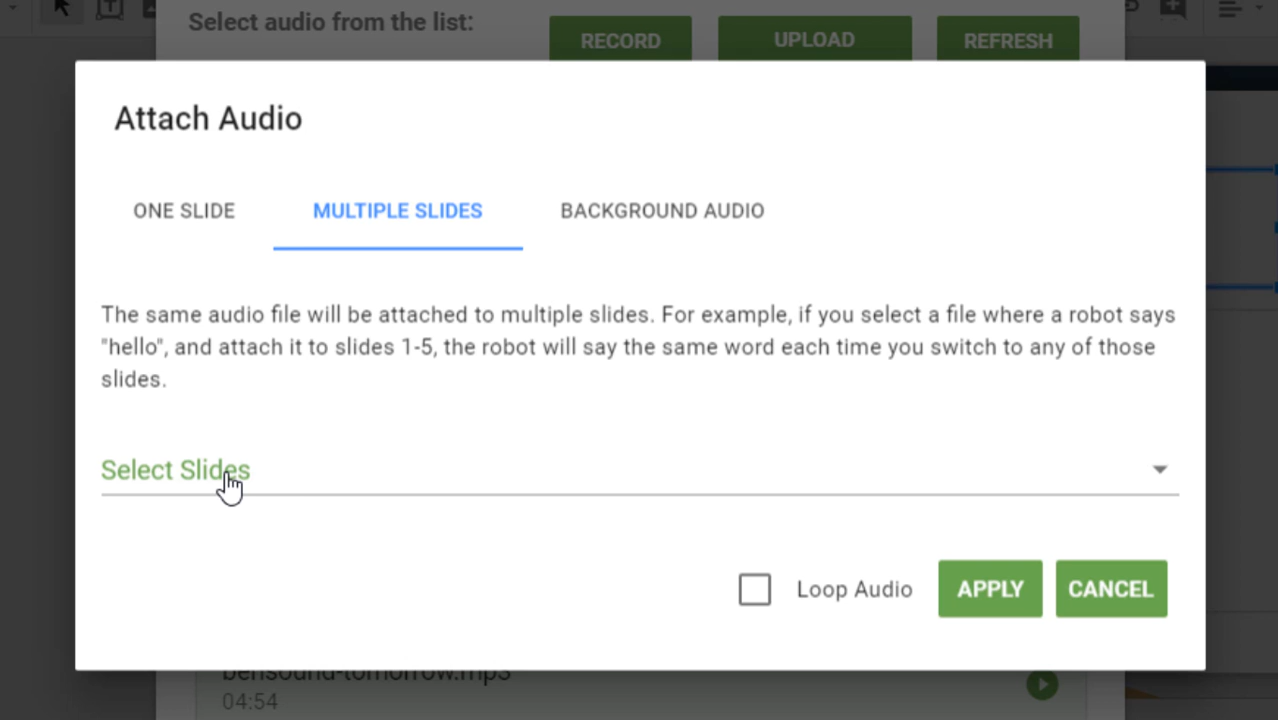 Select audio from the list:
RECORD
UPLOAD
REFRESH
Attach Audio
ONE SLIDE
MULTIPLE SLIDES
BACKGROUND AUDIO
The same audio file will be attached to multiple slides. For example, if you select a file where a robot says
"hello", and attach it to slides 1-5, the robot will say the same word each time you switch to any of those
slides.
Select Slides
Loop Audio
APPLY
CANCEL
bensound-tomorrow.mp3
04:54